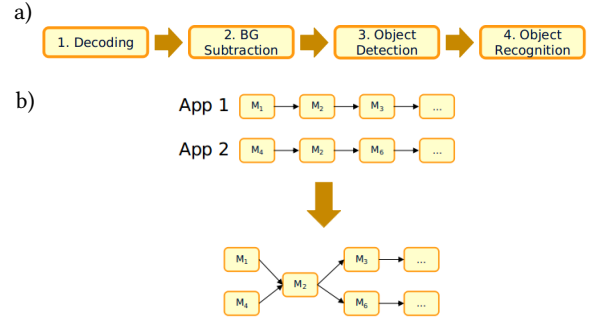 a)
1. Decoding
2. BG
Subtraction
3. Object
Detection
4. Object
Recognition
b)
App 1 M₁ M₂ M₃ ...
App 2 M₄ M₂ M₆ ...
M₁ M₃ ...
M₂
M₄ M₆ ...